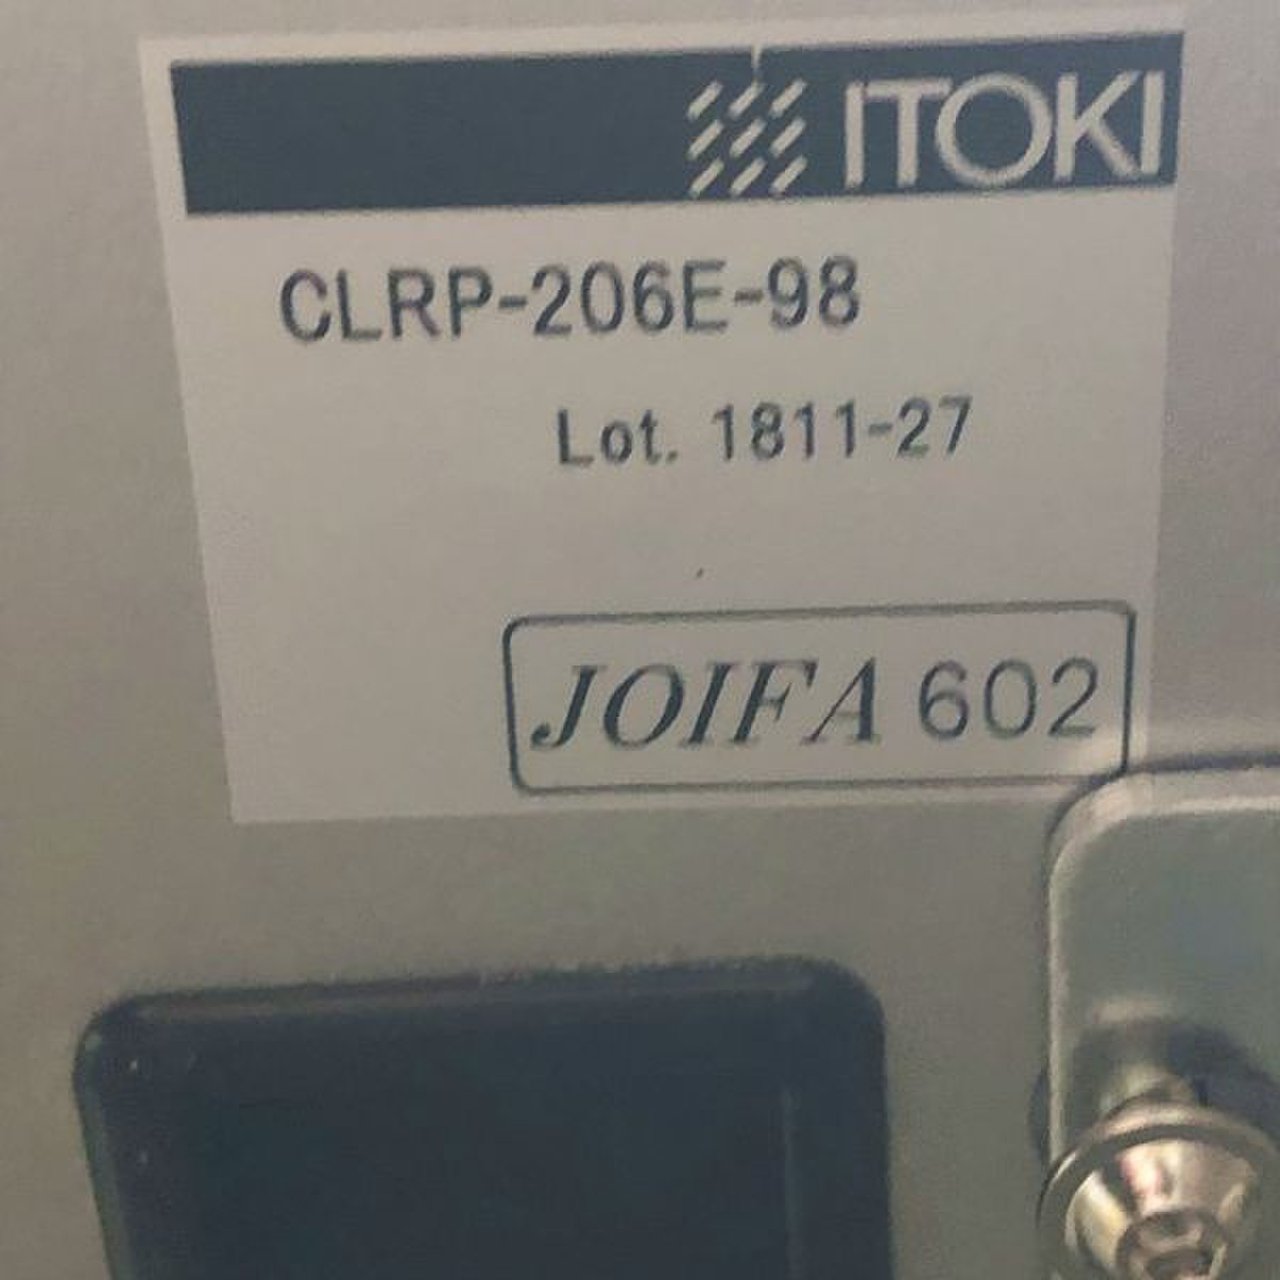 ITOKI
CLRP-206E-98
Lot. 1811-27
JOIFA 602